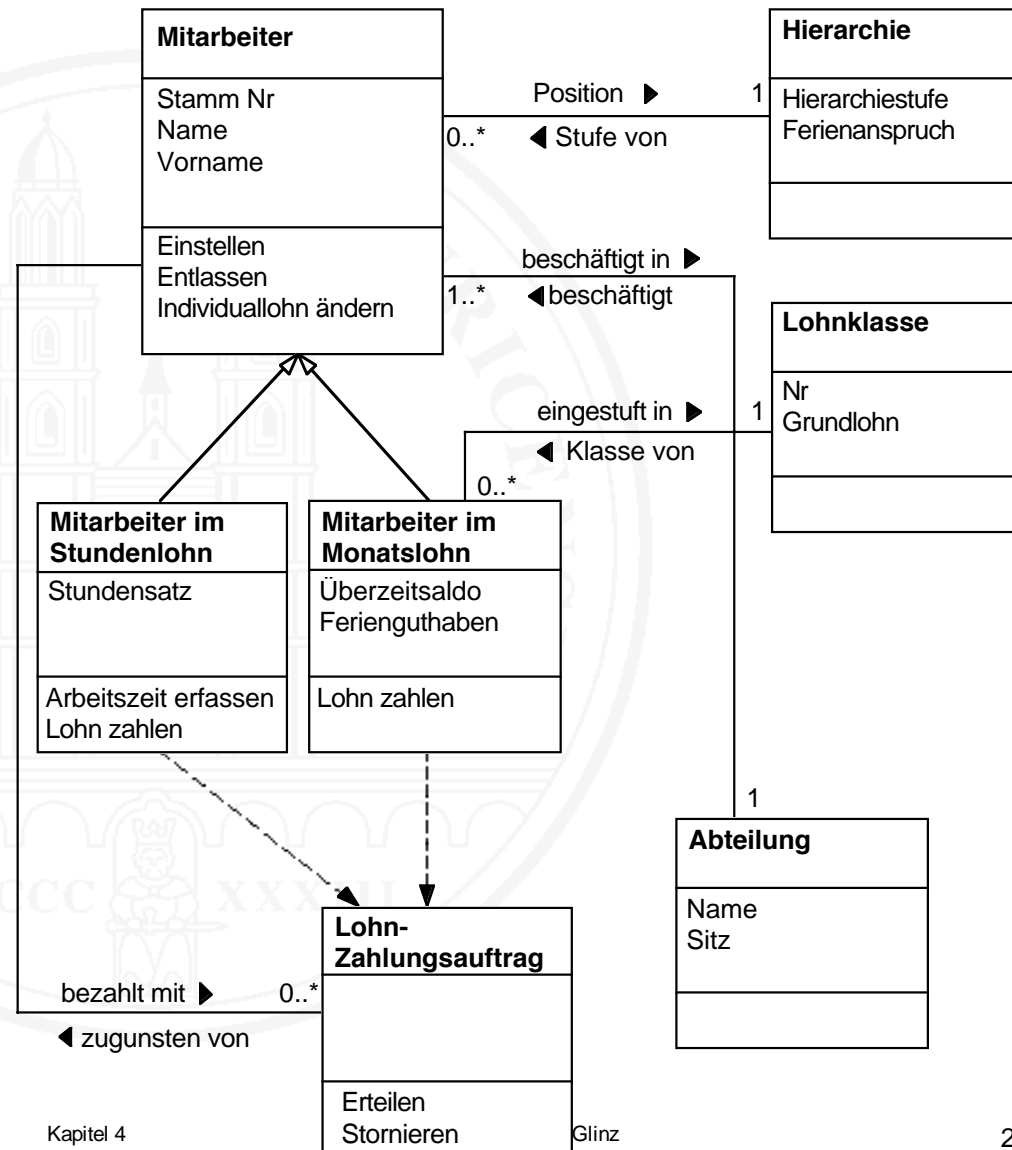 Mitarbeiter
Stamm Nr
Name
Vorname
Einstellen
Entlassen
Individuallohn ändern
Position
1
0..*
Stufe von
Hierarchie
Hierarchiestufe
Ferienanspruch
beschäftigt in
1..*
beschäftigt
Lohnklasse
Nr
Grundlohn
eingestuft in
1
Klasse von
0..*
Mitarbeiter im
Stundenlohn
Stundensatz
Arbeitszeit erfassen
Lohn zahlen
Mitarbeiter im
Monatslohn
Überzeitsaldo
Ferienguthaben
Lohn zahlen
1
Abteilung
Name
Sitz
Lohn-
Zahlungsauftrag
Erteilen
Stornieren
bezahlt mit
0..*
zugunsten von
Kapitel 4
Glinz
2